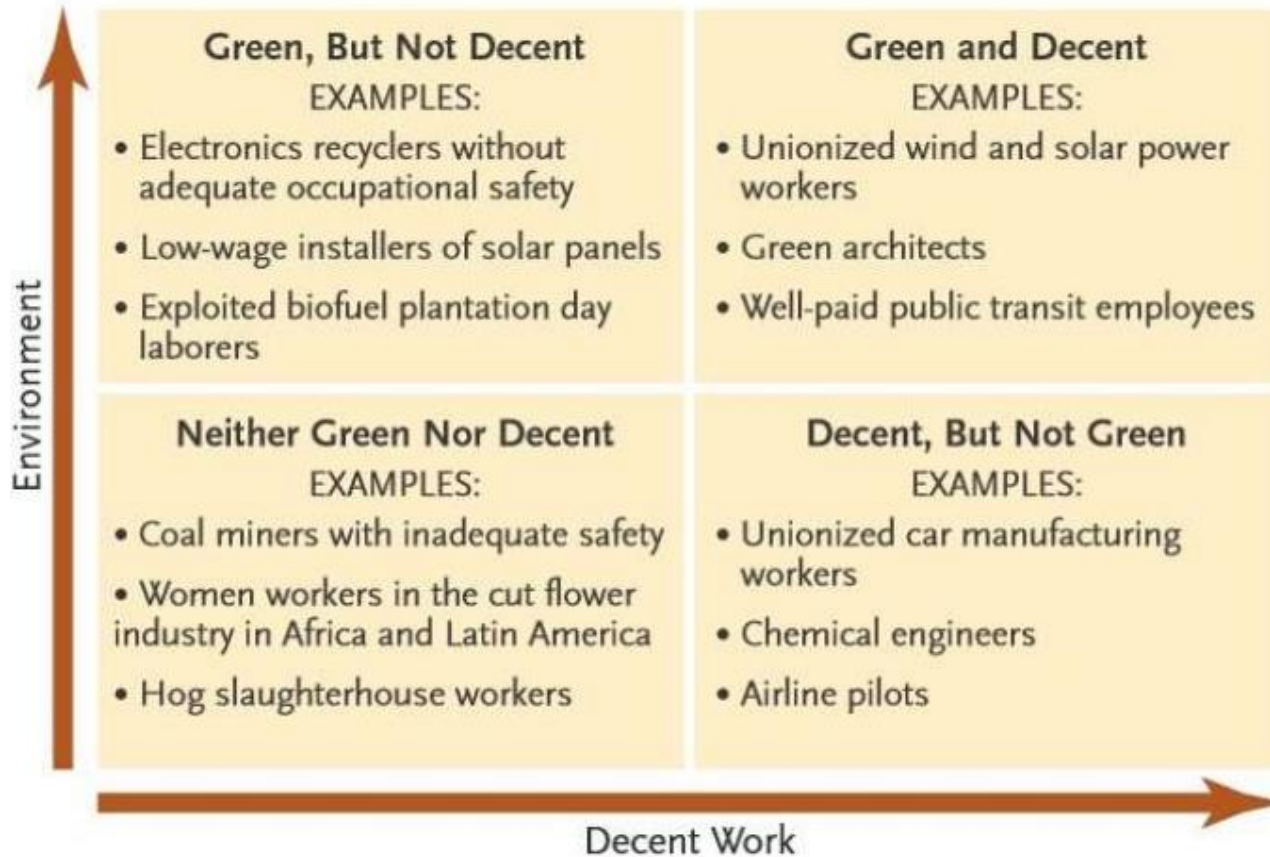 Environment
Green, But Not Decent
EXAMPLES:
• Electronics recyclers without
adequate occupational safety
• Low-wage installers of solar panels
• Exploited biofuel plantation day
laborers
Green and Decent
EXAMPLES:
• Unionized wind and solar power
workers
• Green architects
• Well-paid public transit employees
Neither Green Nor Decent
EXAMPLES:
• Coal miners with inadequate safety
• Women workers in the cut flower
industry in Africa and Latin America
• Hog slaughterhouse workers
Decent, But Not Green
EXAMPLES:
• Unionized car manufacturing
workers
• Chemical engineers
• Airline pilots
Decent Work